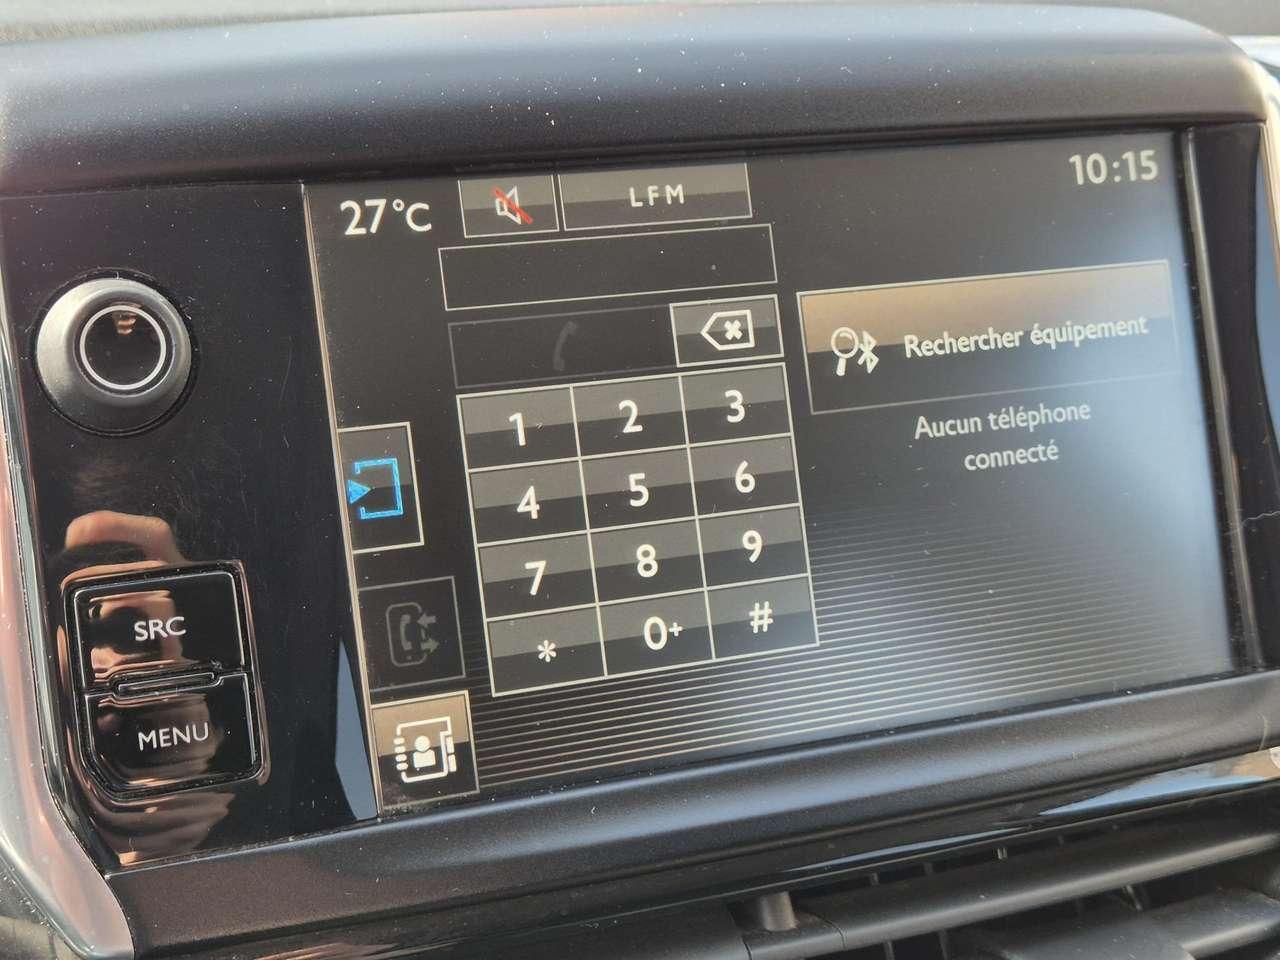 27°C
LFM
10:15
Rechercher équipement
Aucun téléphone
connecté
1 2 3
4 5 6
7 8 9
* 0+ #
SRC
MENU